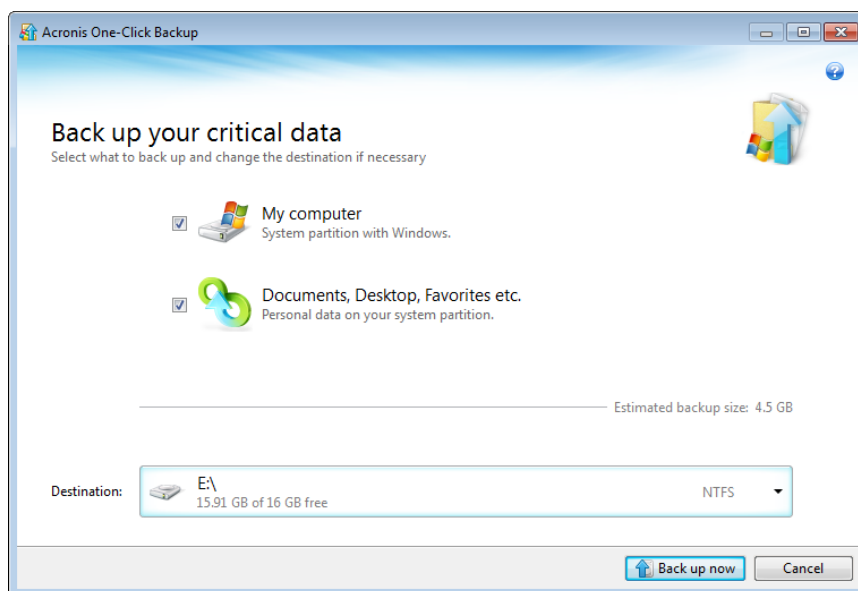 Acronis One-Click Backup
?
Back up your critical data
Select what to back up and change the destination if necessary
My computer
System partition with Windows.
Documents, Desktop, Favorites etc.
Personal data on your system partition.
Estimated backup size: 4.5 GB
Destination: E:\ NTFS
15.91 GB of 16 GB free
Back up now Cancel